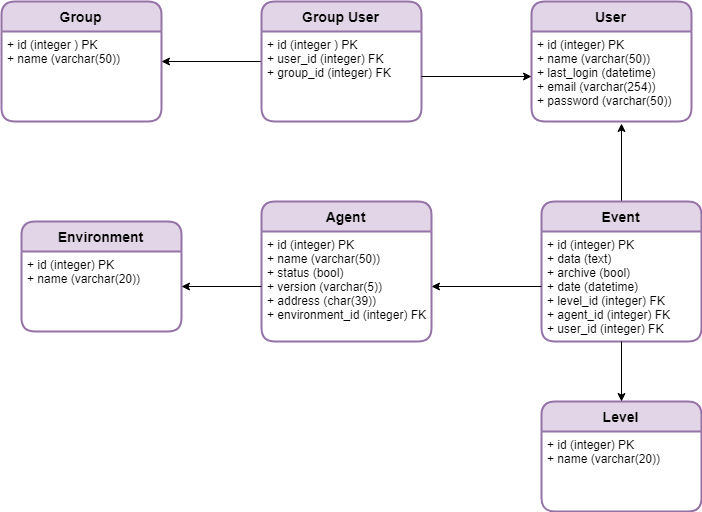 Group
+ id (integer ) PK
+ name (varchar(50))
Group User
+ id (integer ) PK
+ user_id (integer) FK
+ group_id (integer) FK
User
+ id (integer) PK
+ name (varchar(50))
+ last_login (datetime)
+ email (varchar(254))
+ password (varchar(50))
Environment
+ id (integer) PK
+ name (varchar(20))
Agent
+ id (integer) PK
+ name (varchar(50))
+ status (bool)
+ version (varchar(5))
+ address (char(39))
+ environment_id (integer) FK
Event
+ id (integer) PK
+ data (text)
+ archive (bool)
+ date (datetime)
+ level_id (integer) FK
+ agent_id (integer) FK
+ user_id (integer) FK
Level
+ id (integer) PK
+ name (varchar(20))